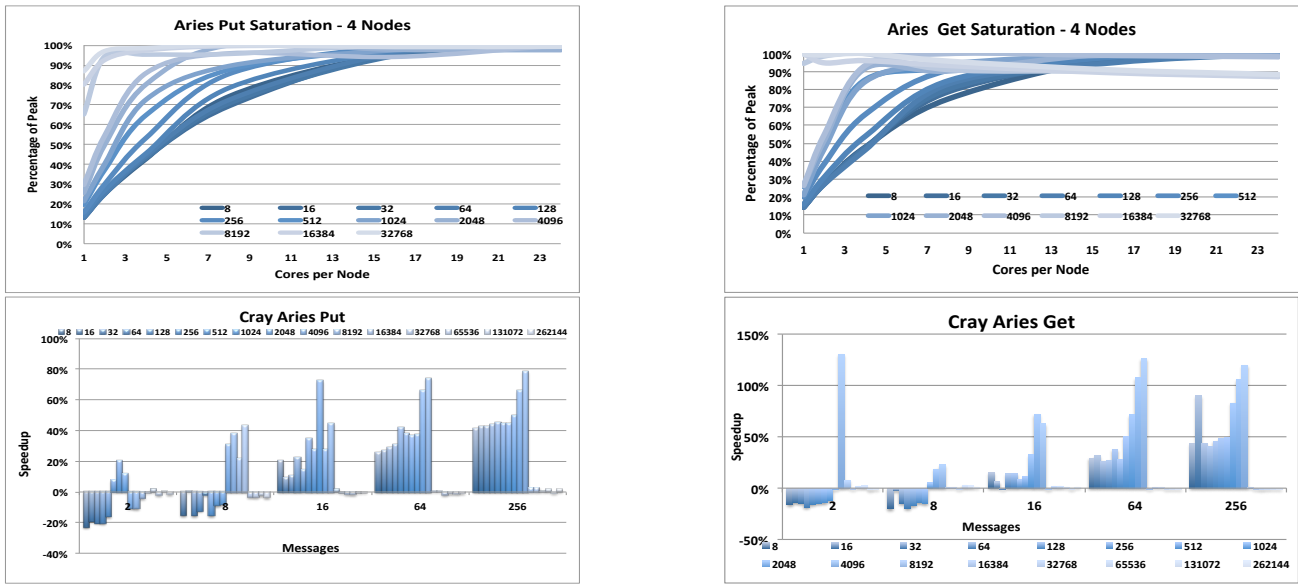 Aries Put Saturation - 4 Nodes
100%
90%
80%
70%
60%
50%
40%
30%
20%
10%
0%
Percentage of Peak
8 16 32 64 128
256 512 1024 2048 4096
8192 16384 32768
1 3 5 7 9 11 13 15 17 19 21 23
Cores per Node
Aries Get Saturation - 4 Nodes
100%
90%
80%
70%
60%
50%
40%
30%
20%
10%
0%
Percentage of Peak
8 16 32 64 128 256 512
1024 2048 4096 8192 16384 32768
1 3 5 7 9 11 13 15 17 19 21 23
Cores per Node
Cray Aries Put
8 16 32 64 128 256 512 1024 2048 4096 8192 16384 32768 65536 131072 262144
100%
80%
60%
40%
20%
0%
-20%
-40%
Speedup
2 8 16 64 256
Messages
Cray Aries Get
150%
100%
50%
0%
-50%
Speedup
2 8 16 64 256
Messages
8 16 32 64 128 256 512 1024
2048 4096 8192 16384 32768 65536 131072 262144